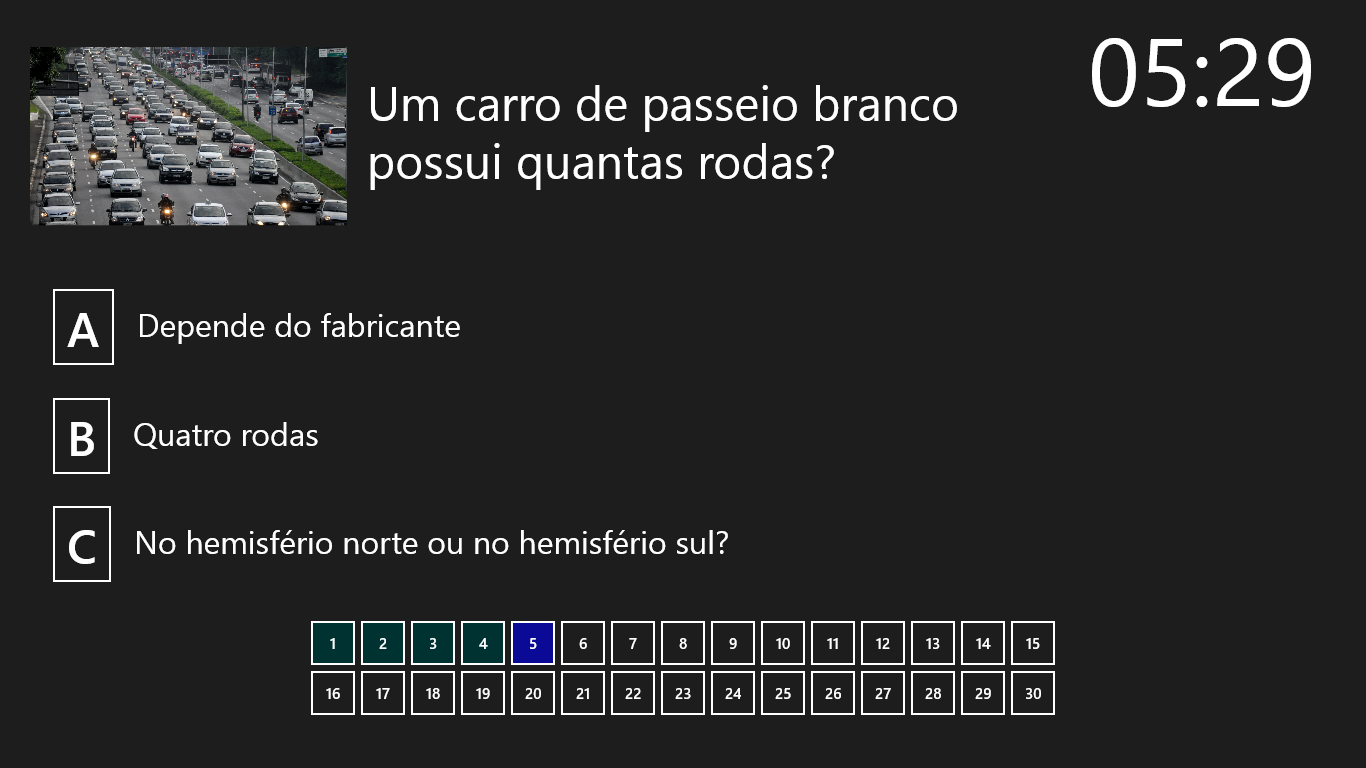 05:29
Um carro de passeio branco
possui quantas rodas?
A Depende do fabricante
B Quatro rodas
C No hemisfério norte ou no hemisfério sul?
1 2 3 4 5 6 7 8 9 10 11 12 13 14 15
16 17 18 19 20 21 22 23 24 25 26 27 28 29 30